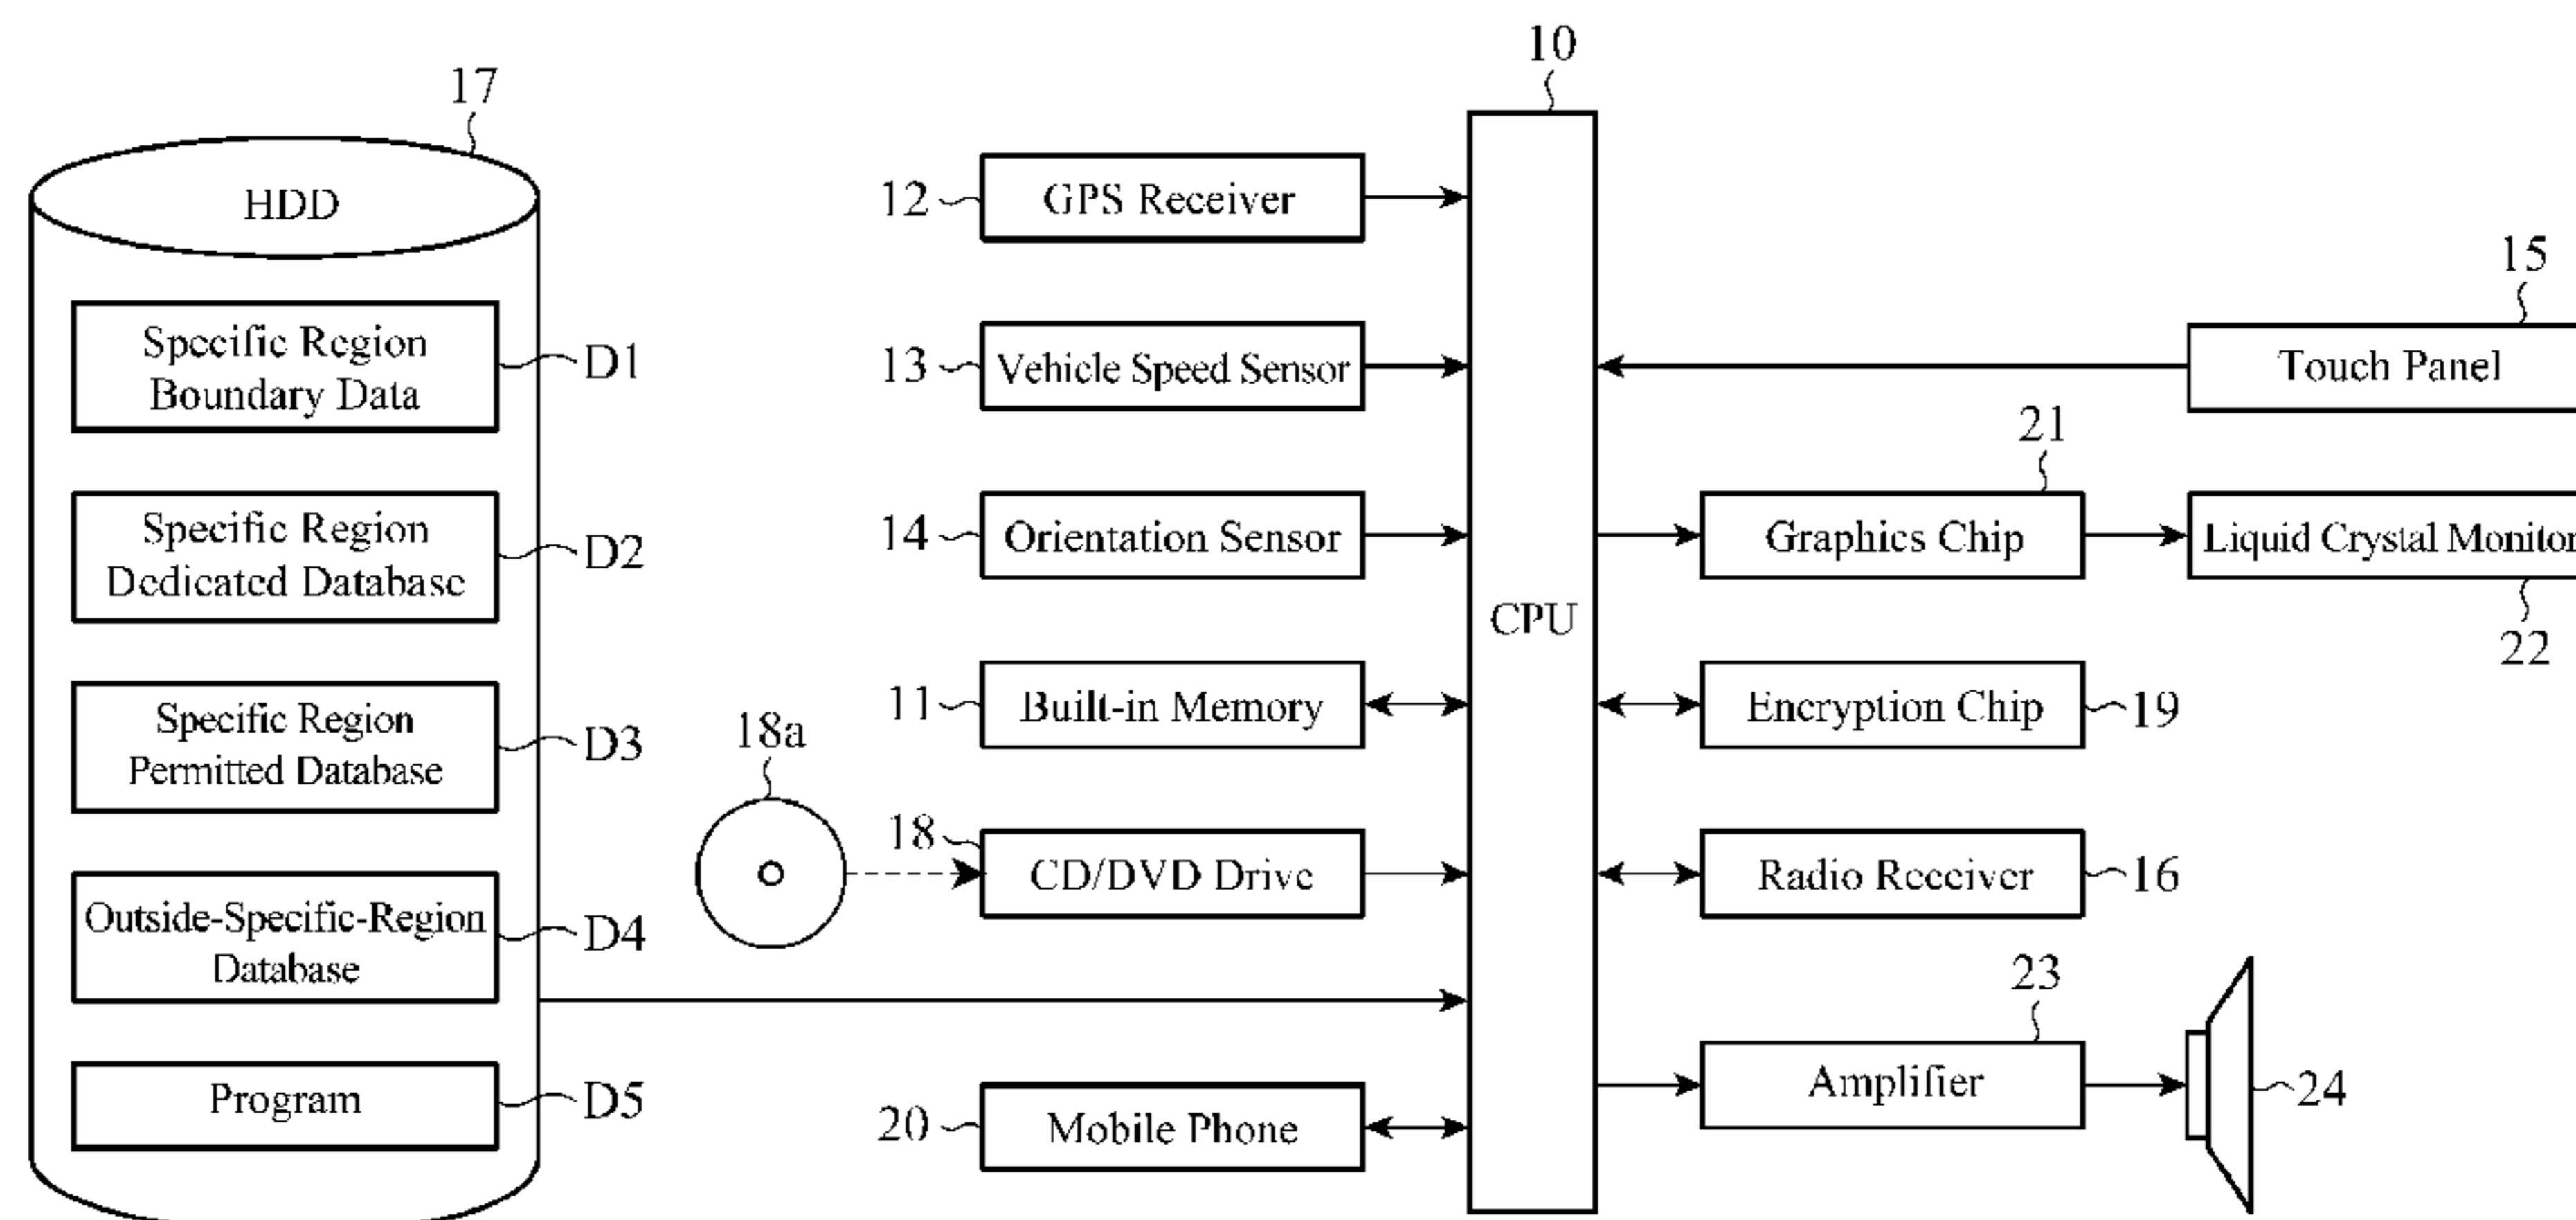 10
17
HDD
12
GPS Receiver
15
Specific Region
Boundary Data
D1
13
Vehicle Speed Sensor
Touch Panel
21
Specific Region
Dedicated Database
D2
14
Orientation Sensor
Graphics Chip
Liquid Crystal Monitor
22
CPU
Specific Region
Permitted Database
D3
11
Built-in Memory
Encryption Chip
19
18a
18
CD/DVD Drive
Radio Receiver
16
Outside-Specific-Region
Database
D4
23
Amplifier
24
Program
D5
20
Mobile Phone